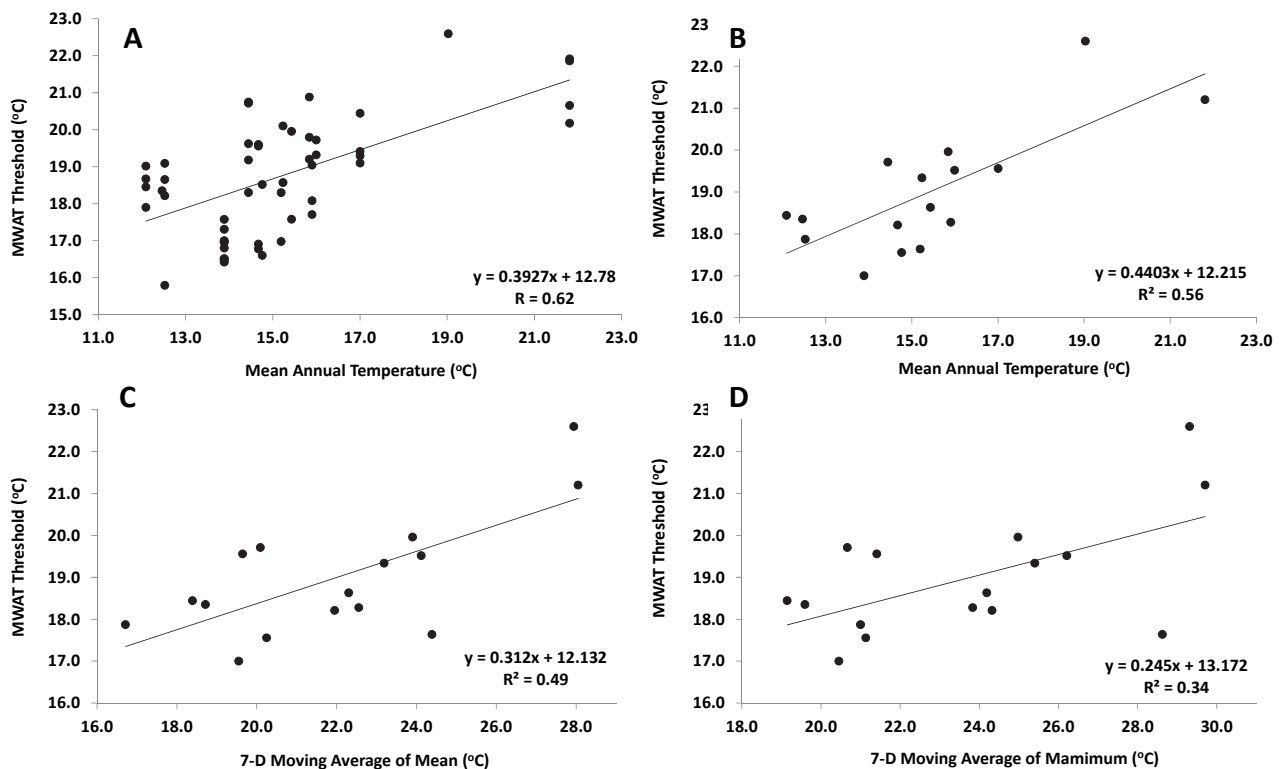 A
MWAT Threshold (°C)
23.0
22.0
21.0
20.0
19.0
18.0
17.0
16.0
15.0
11.0 13.0 15.0 17.0 19.0 21.0 23.0
y = 0.3927x + 12.78
R = 0.62
Mean Annual Temperature (°C)
B
MWAT Threshold (°C)
23
22.0
21.0
20.0
19.0
18.0
17.0
16.0
11.0 13.0 15.0 17.0 19.0 21.0 23.0
y = 0.4403x + 12.215
R² = 0.56
Mean Annual Temperature (°C)
C
MWAT Threshold (°C)
23.0
22.0
21.0
20.0
19.0
18.0
17.0
16.0
16.0 18.0 20.0 22.0 24.0 26.0 28.0
y = 0.312x + 12.132
R² = 0.49
7-D Moving Average of Mean (°C)
D
MWAT Threshold (°C)
23.0
22.0
21.0
20.0
19.0
18.0
17.0
16.0
18.0 20.0 22.0 24.0 26.0 28.0 30.0
y = 0.245x + 13.172
R² = 0.34
7-D Moving Average of Mamimum (°C)